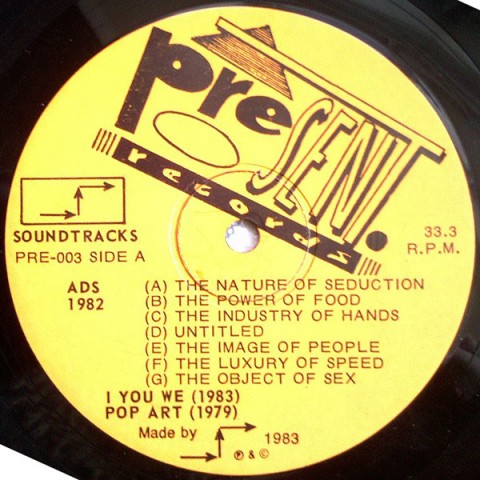 présent.
records
SOUNDTRACKS
PRE-003 SIDE A
33.3
R.P.M.
ADS
1982
(A) THE NATURE OF SEDUCTION
(B) THE POWER OF FOOD
(C) THE INDUSTRY OF HANDS
(D) UNTITLED
(E) THE IMAGE OF PEOPLE
(F) THE LUXURY OF SPEED
(G) THE OBJECT OF SEX
I YOU WE (1983)
POP ART (1979)
Made by 1983
℗ & ©